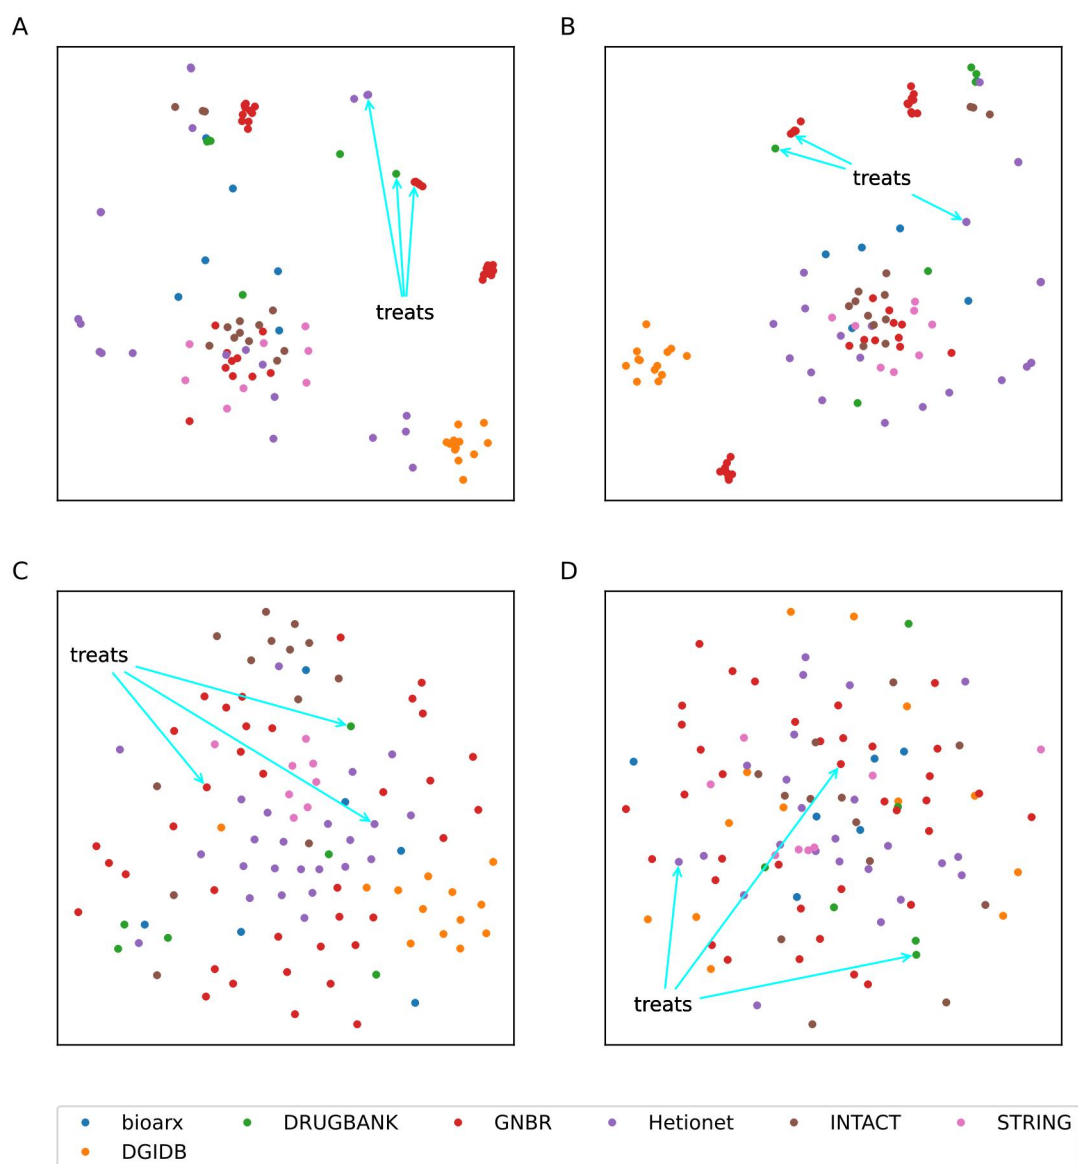 A
B
treats
treats
C
D
treats
treats
bioarx DRUGBANK GNBR Hetionet INTACT STRING
DGIDB